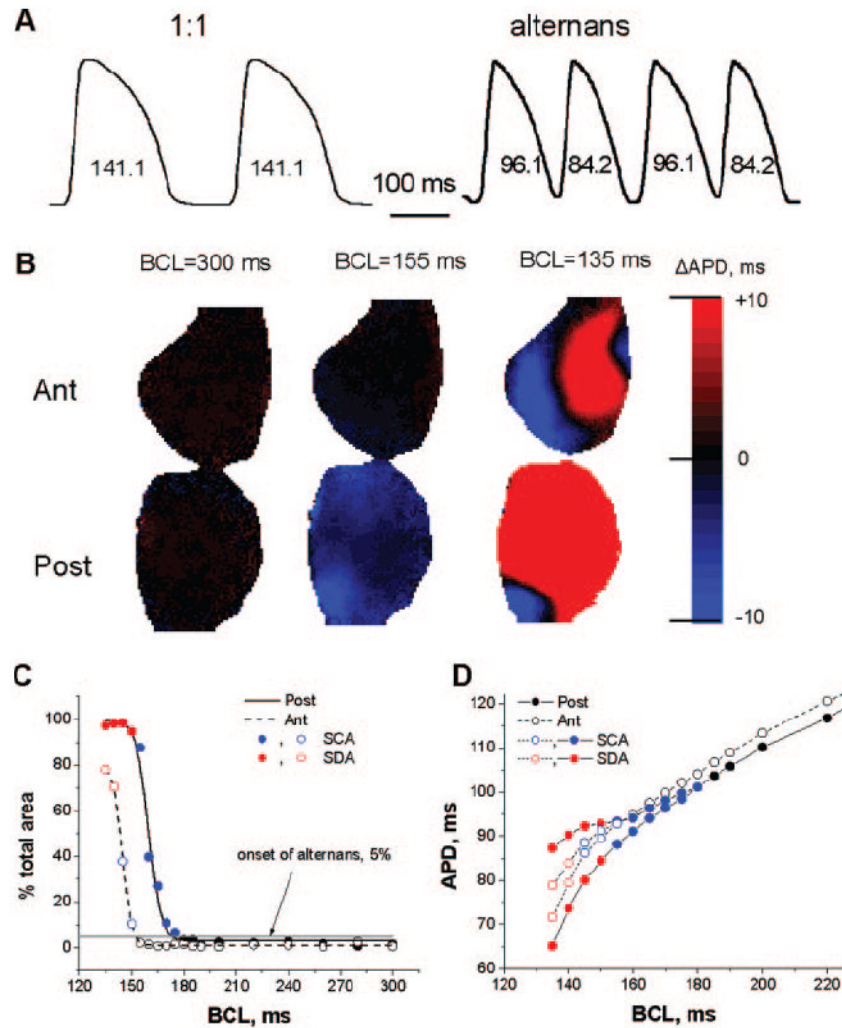 A
1:1
alternans
141.1
141.1
100 ms
96.1
84.2
96.1
84.2
B
BCL=300 ms
BCL=155 ms
BCL=135 ms
ΔAPD, ms
+10
0
-10
Ant
Post
C
Post
Ant
, SCA
, SDA
onset of alternans, 5%
% total area
100
80
60
40
20
0
120 150 180 210 240 270 300
BCL, ms
D
Post
Ant
, SCA
, SDA
APD, ms
120
110
100
90
80
70
60
120 140 160 180 200 220
BCL, ms